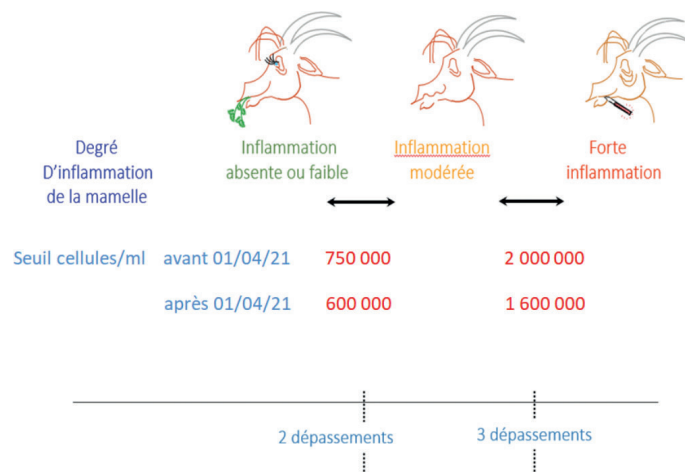 Degré
D'inflammation
de la mamelle
Inflammation
absente ou faible
Inflammation
modérée
Forte
inflammation
Seuil cellules/ml avant 01/04/21 750 000 2 000 000
après 01/04/21 600 000 1 600 000
2 dépassements 3 dépassements